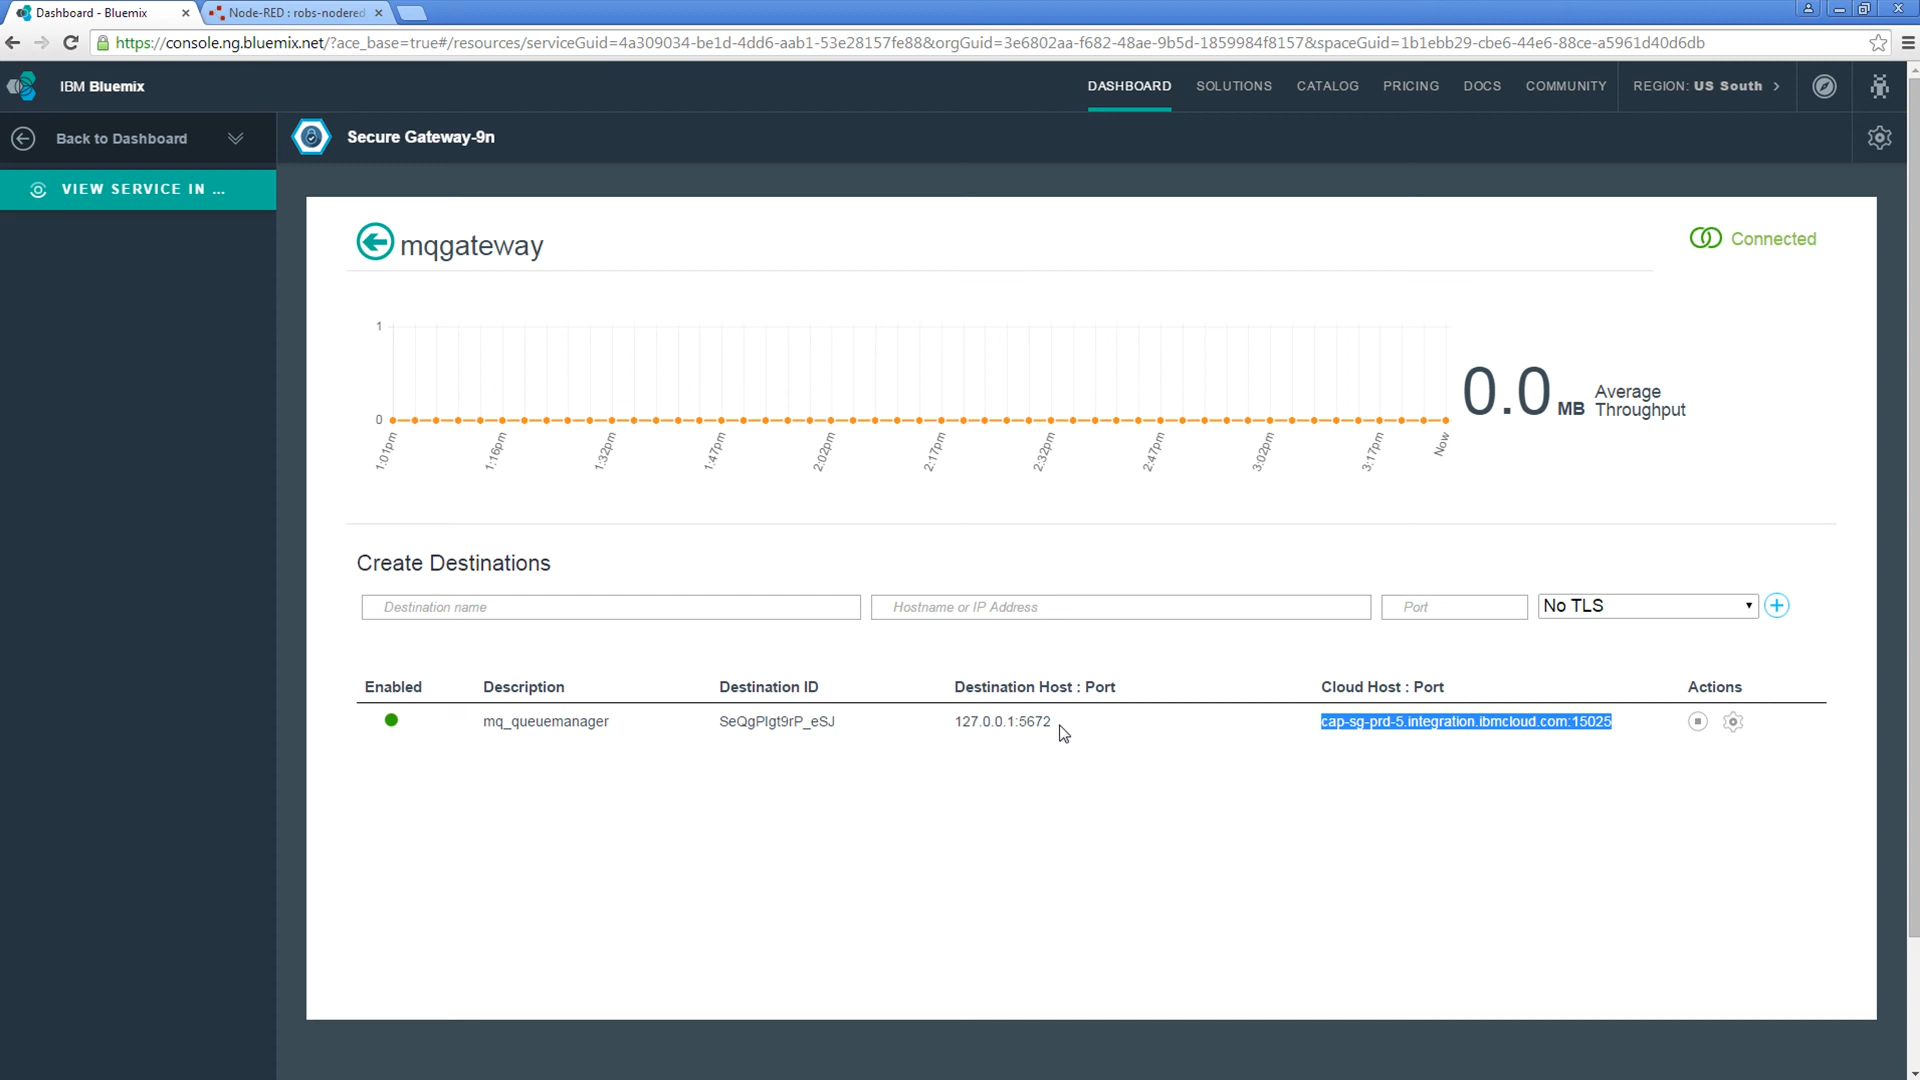 Dashboard - Bluemix
Node-RED : robs-nodered
https://console.ng.bluemix.net/?ace_base=true#/resources/serviceGuid=4a309034-be1d-4dd6-aab1-53e28157fe88&orgGuid=3e6802aa-f682-48ae-9b5d-1859984f8157&spaceGuid=1b1ebb29-cbe6-44e6-88ce-a5961d40d6db
IBM Bluemix
DASHBOARD SOLUTIONS CATALOG PRICING DOCS COMMUNITY REGION: US South
Back to Dashboard
Secure Gateway-9n
VIEW SERVICE IN ...
mqgateway
Connected
1
0
1:01pm 1:16pm 1:32pm 1:47pm 2:02pm 2:17pm 2:32pm 2:47pm 3:02pm 3:17pm Now
0.0 MB Average Throughput
Create Destinations
Destination name Hostname or IP Address Port No TLS
Enabled Description Destination ID Destination Host : Port Cloud Host : Port Actions
mq_queuemanager SeQgPIgt9rP_eSJ 127.0.0.1:5672 cap-sg-prd-5.integration.ibmcloud.com:15025